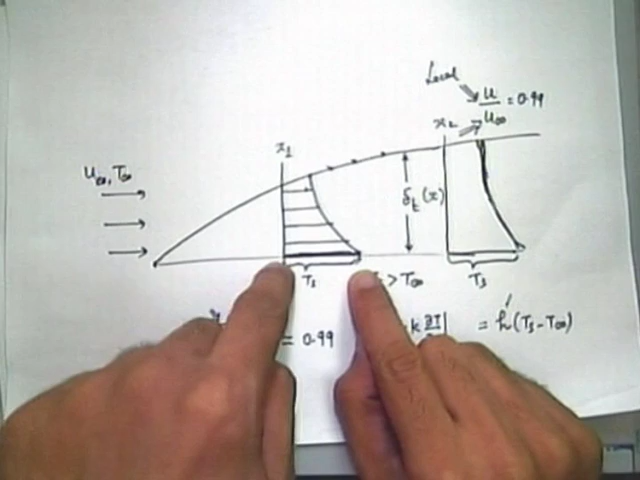 Local
u/u∞ = 0.99
x1
x2
U∞, T∞
δt(x)
Ts
> T∞
Ts
= 0.99
k ∂T
= h(Ts - T∞)